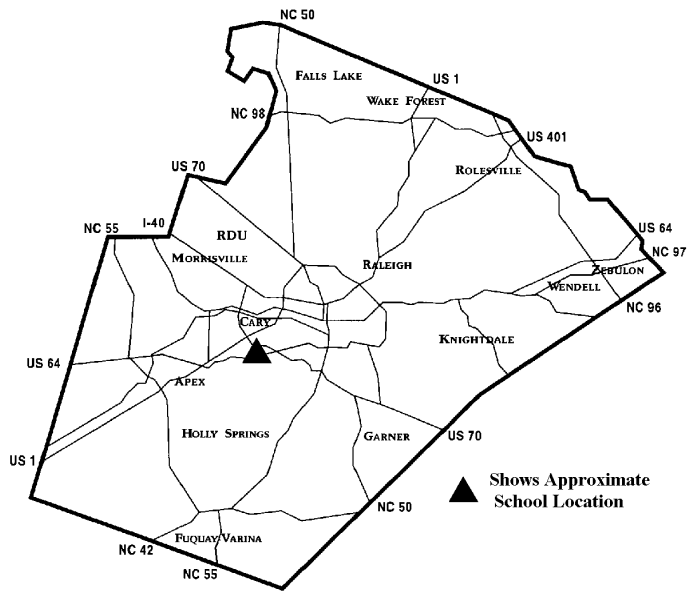 NC 50
FALLS LAKE
US 1
WAKE FOREST
NC 98
US 401
US 70
ROLESVILLE
NC 55
I-40
RDU
US 64
MORRISVILLE
RALEIGH
NC 97
ZEBULON
WENDELL
NC 96
CARY
KNIGHTDALE
US 64
APEX
HOLLY SPRINGS
GARNER
US 70
US 1
Shows Approximate
School Location
NC 50
FUQUAY VARINA
NC 42
NC 55